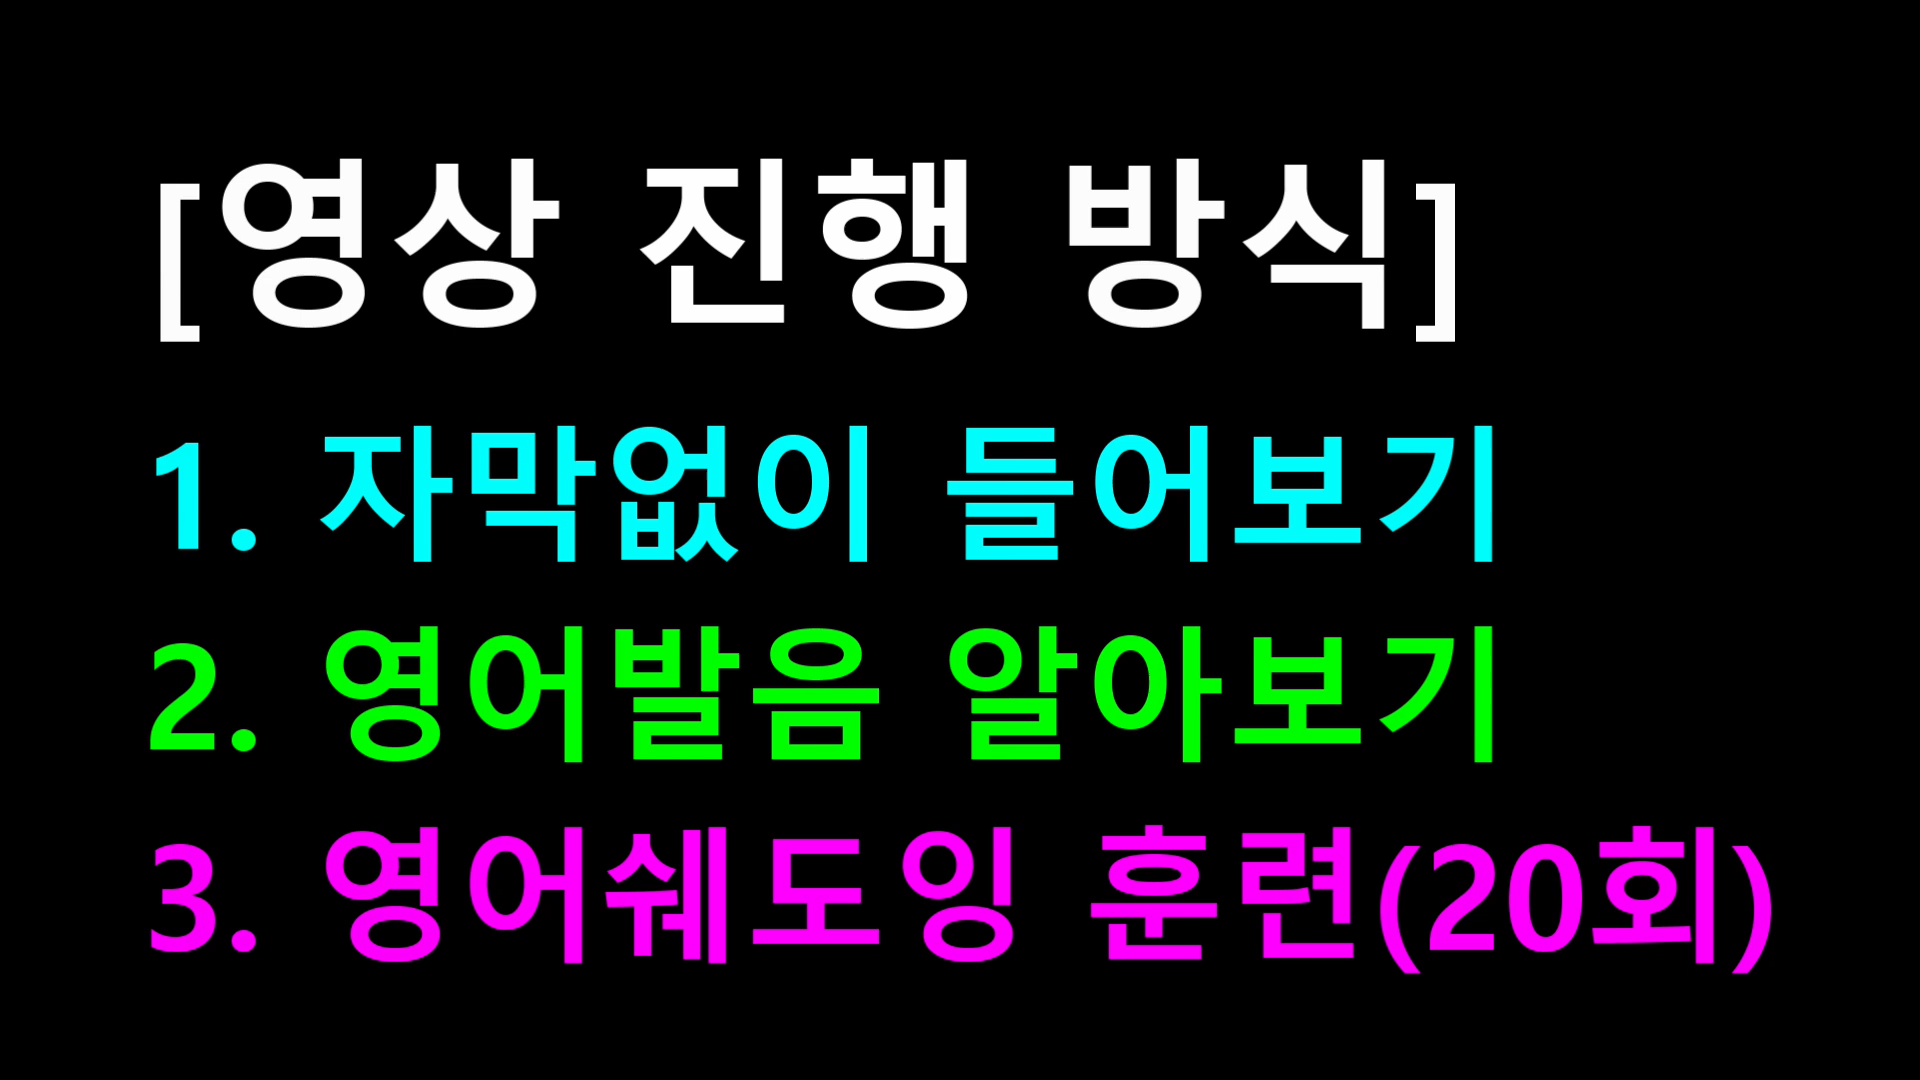 [영상 진행 방식]
1. 자막없이 들어보기
2. 영어발음 알아보기
3. 영어쉐도잉 훈련(20회)